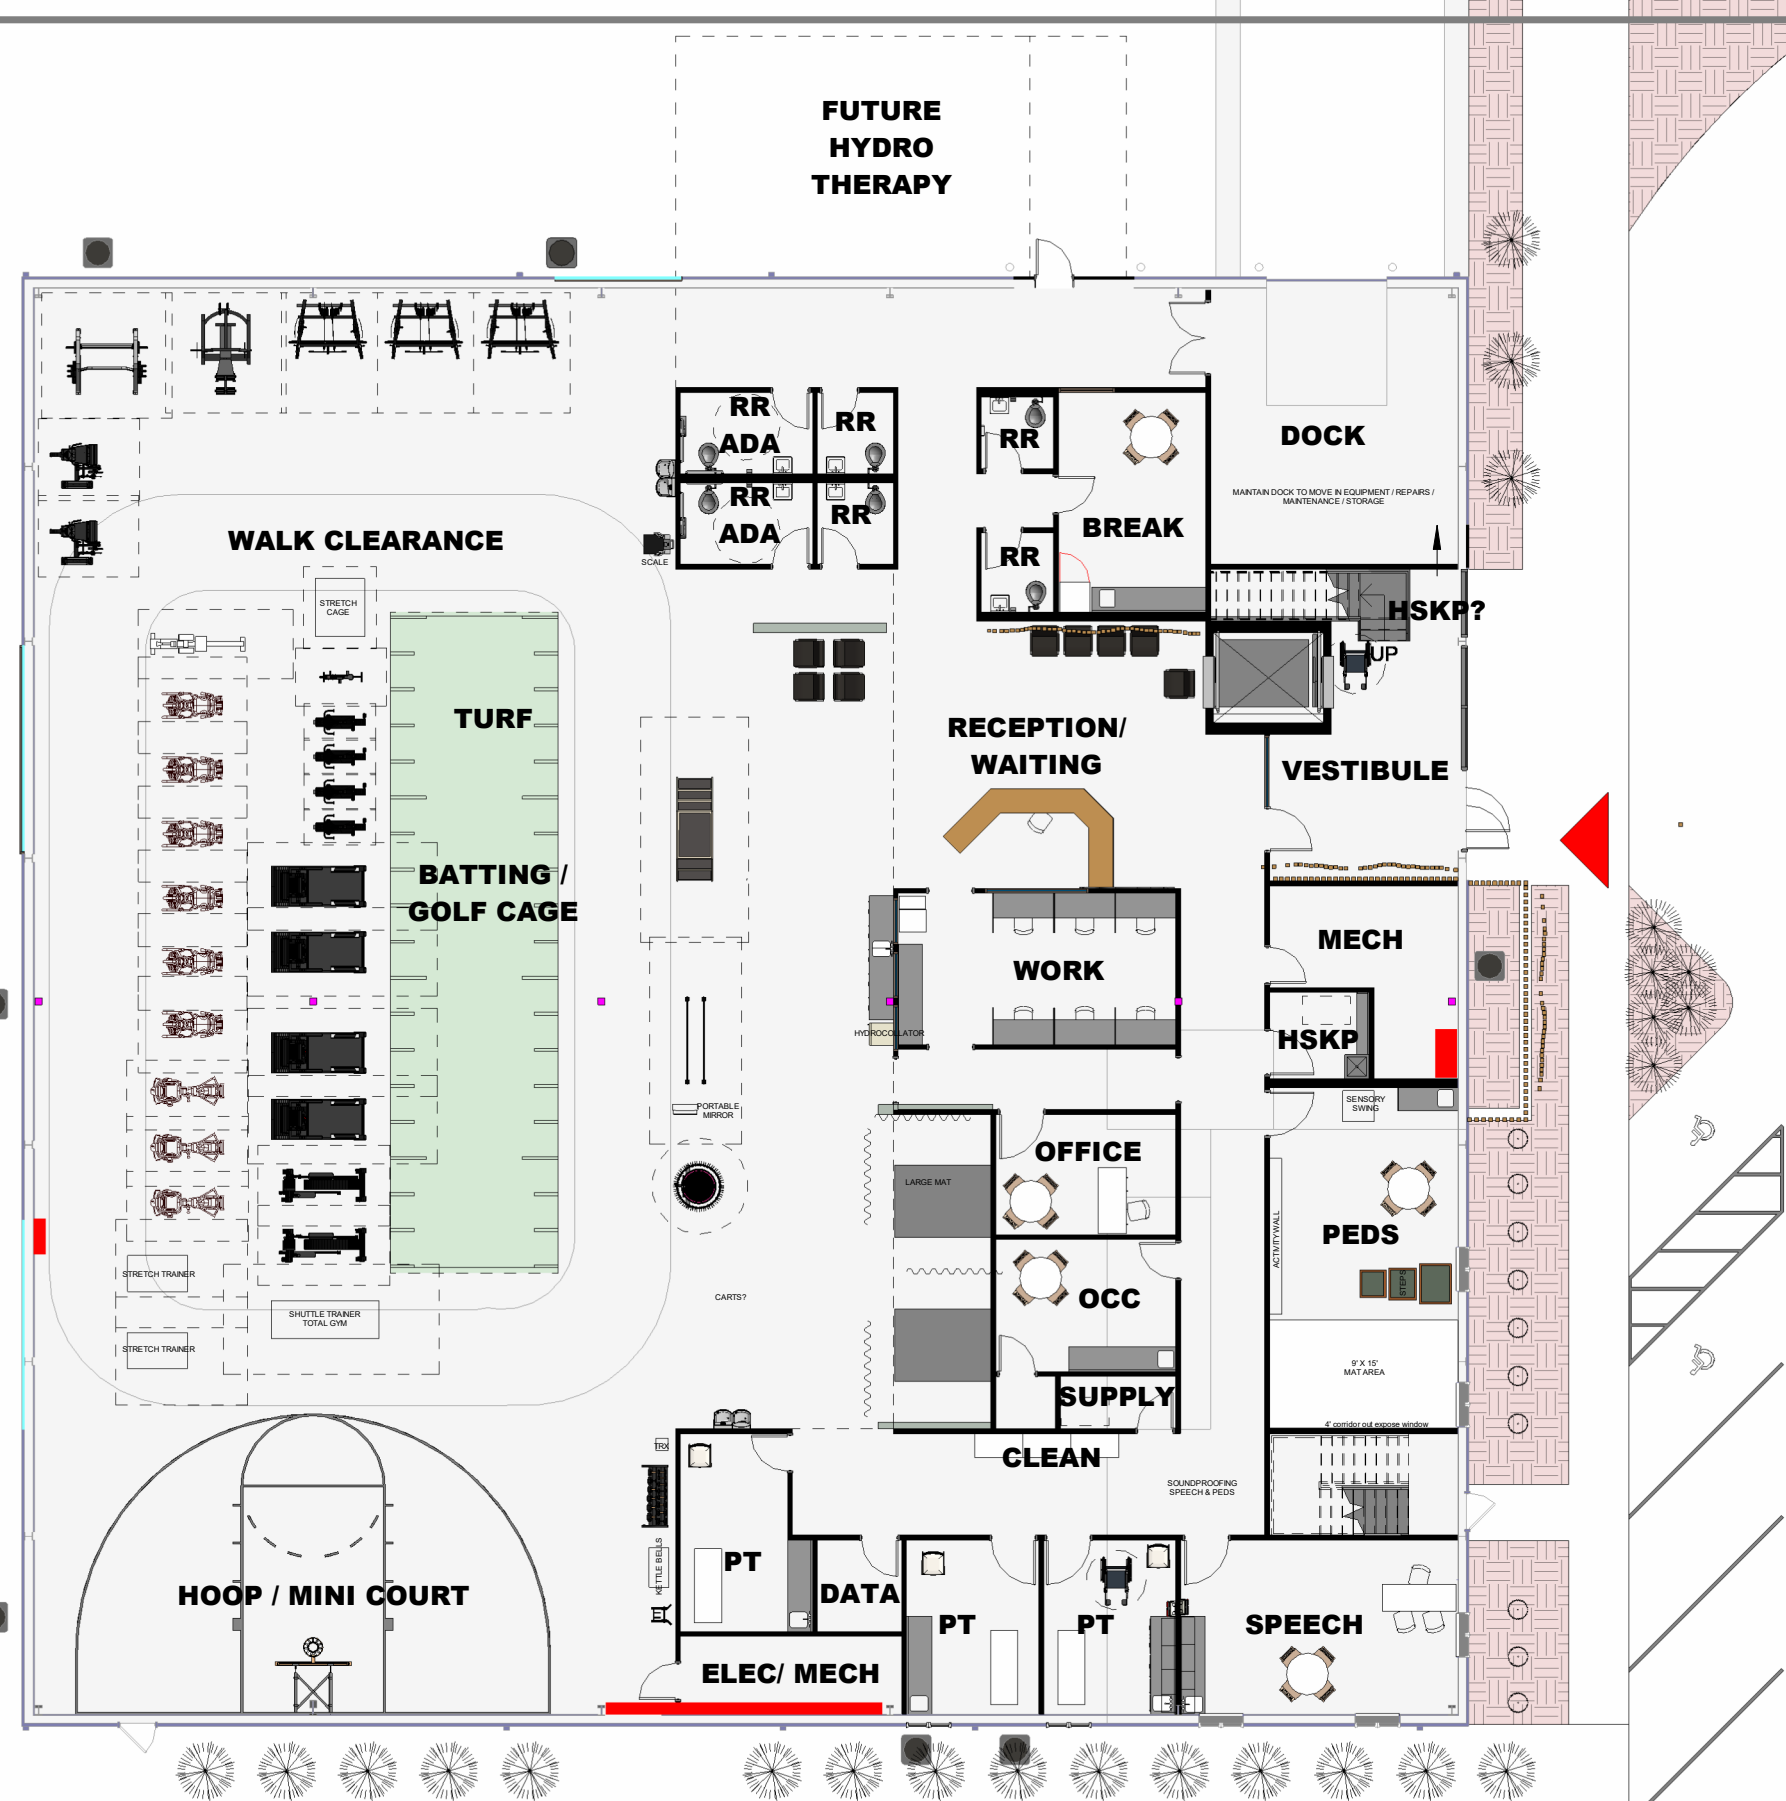 FUTURE
HYDRO
THERAPY
RR
ADA
RR
RR
ADA
RR
RR
RR
BREAK
DOCK
MAINTAIN DOCK TO MOVE IN EQUIPMENT / REPAIRS /
MAINTENANCE / STORAGE
WALK CLEARANCE
SCALE
STRETCH
CAGE
HSKP?
UP
TURF
RECEPTION/
WAITING
VESTIBULE
BATTING /
GOLF CAGE
MECH
WORK
HYDROCOLLATOR
HSKP
PORTABLE
MIRROR
SENSORY
SWING
OFFICE
LARGE MAT
ACTIVITY WALL
PEDS
STEPS
STRETCH TRAINER
CARTS?
OCC
SHUTTLE TRAINER
TOTAL GYM
STRETCH TRAINER
9' X 15'
MAT AREA
SUPPLY
4' corridor out expose window
TRX
CLEAN
SOUNDPROOFING
SPEECH & PEDS
KETTLE BELLS
PT
DATA
HOOP / MINI COURT
PT
PT
SPEECH
ELEC/ MECH